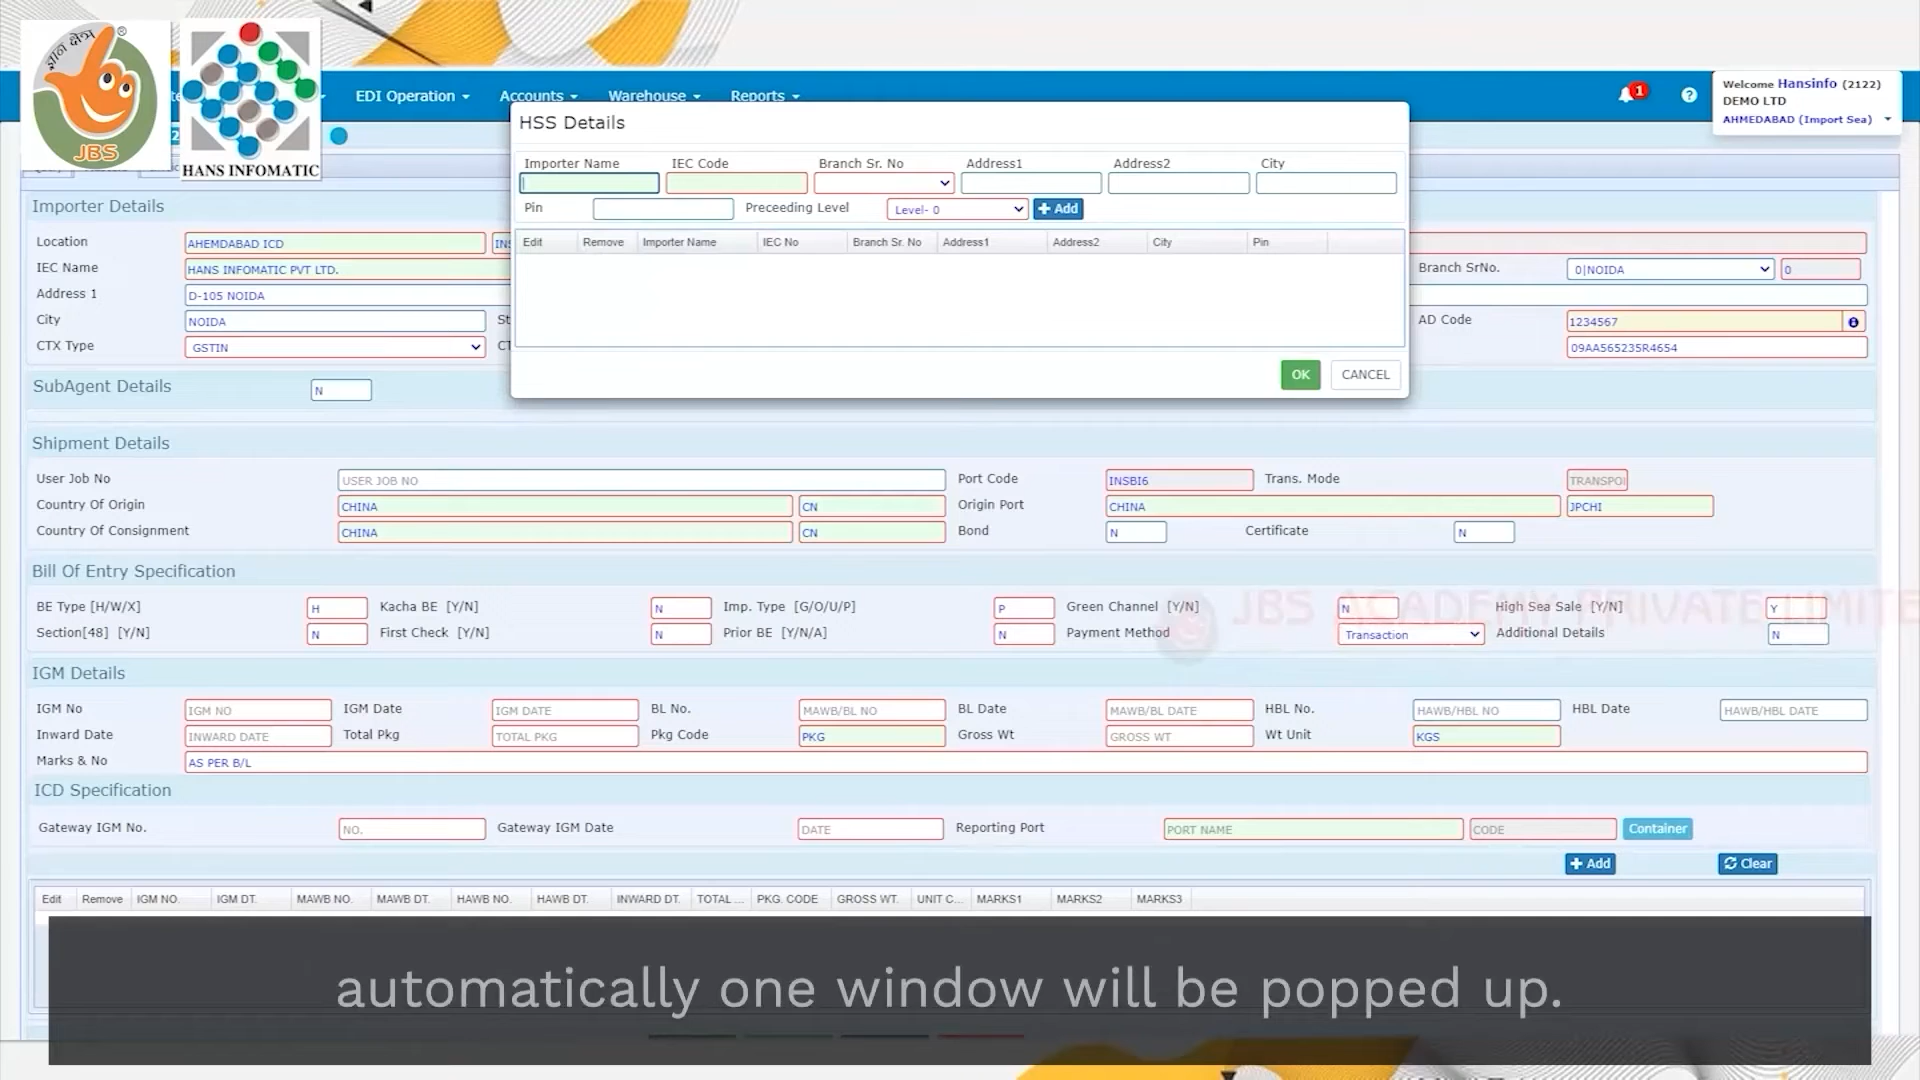 ज्ञान क्षेत्र
®
JBS
HANS INFOMATIC
EDI Operation
Accounts
Warehouse
Reports
1
Welcome Hansinfo (2122)
DEMO LTD
AHMEDABAD (Import Sea)
HSS Details
Importer Name IEC Code Branch Sr. No Address1 Address2 City
Pin Preceeding Level Level- 0 Add
Edit Remove Importer Name IEC No Branch Sr. No Address1 Address2 City Pin
OK CANCEL
Importer Details
Location AHEMDABAD ICD
IEC Name HANS INFOMATIC PVT LTD. Branch SrNo. 0|NOIDA 0
Address 1 D-105 NOIDA
City NOIDA AD Code 1234567
CTX Type GSTIN 09AA565235R4654
SubAgent Details N
Shipment Details
User Job No USER JOB NO Port Code INSBI6 Trans. Mode
Country Of Origin CHINA CN Origin Port CHINA JPCHI
Country Of Consignment CHINA CN Bond N Certificate N
Bill Of Entry Specification
BE Type [H/W/X] H Kacha BE [Y/N] N Imp. Type [G/O/U/P] P Green Channel [Y/N] N High Sea Sale [Y/N] Y
Section[48] [Y/N] N First Check [Y/N] N Prior BE [Y/N/A] N Payment Method Transaction Additional Details N
JBS ACADEMY PRIVATE LIMITE
IGM Details
IGM No IGM NO IGM Date IGM DATE BL No. MAWB/BL NO BL Date MAWB/BL DATE HBL No. HAWB/HBL NO HBL Date HAWB/HBL DATE
Inward Date INWARD DATE Total Pkg TOTAL PKG Pkg Code PKG Gross Wt GROSS WT Wt Unit KGS
Marks & No AS PER B/L
ICD Specification
Gateway IGM No. NO. Gateway IGM Date DATE Reporting Port PORT NAME CODE Container
Add Clear
Edit Remove IGM NO. IGM DT. MAWB NO. MAWB DT. HAWB NO. HAWB DT. INWARD DT. TOTAL ... PKG. CODE GROSS WT. UNIT C... MARKS1 MARKS2 MARKS3
automatically one window will be popped up.